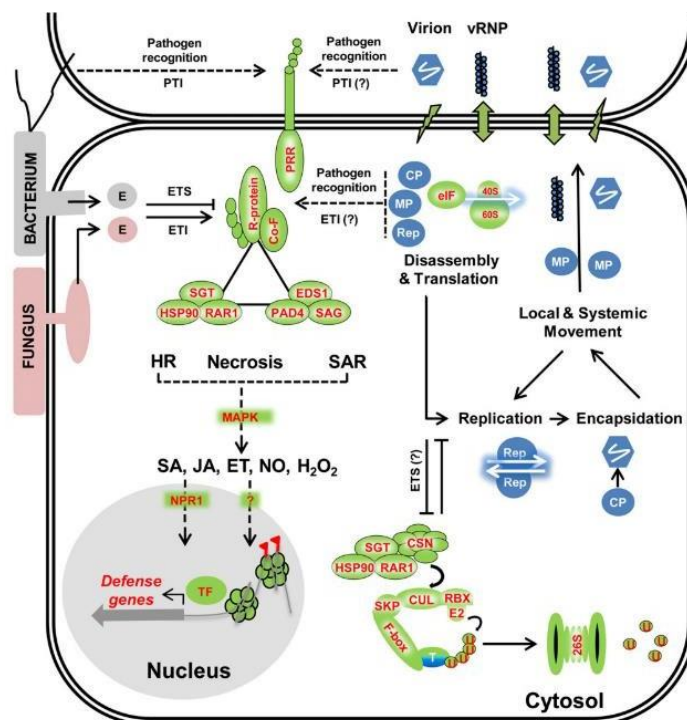 Virion
vRNP
Pathogen
recognition
PTI
Pathogen
recognition
PTI (?)
PRR
BACTERIUM
E
ETS
E
ETI
R-protein
Co-F
Pathogen
recognition
ETI (?)
CP
MP
Rep
eIF
40S
60S
Disassembly
& Translation
MP
MP
FUNGUS
SGT
HSP90
RAR1
EDS1
PAD4
SAG
Local & Systemic
Movement
HR
Necrosis
SAR
MAPK
SA, JA, ET, NO, H₂O₂
NPR1
?
Replication
Encapsidation
Rep
Rep
CP
ETS (?)
Defense
genes
TF
Nucleus
SGT
CSN
HSP90
RAR1
SKP
CUL
RBX
E2
F-box
T
U
U
U
U
U
26S
U
U
U
U
Cytosol